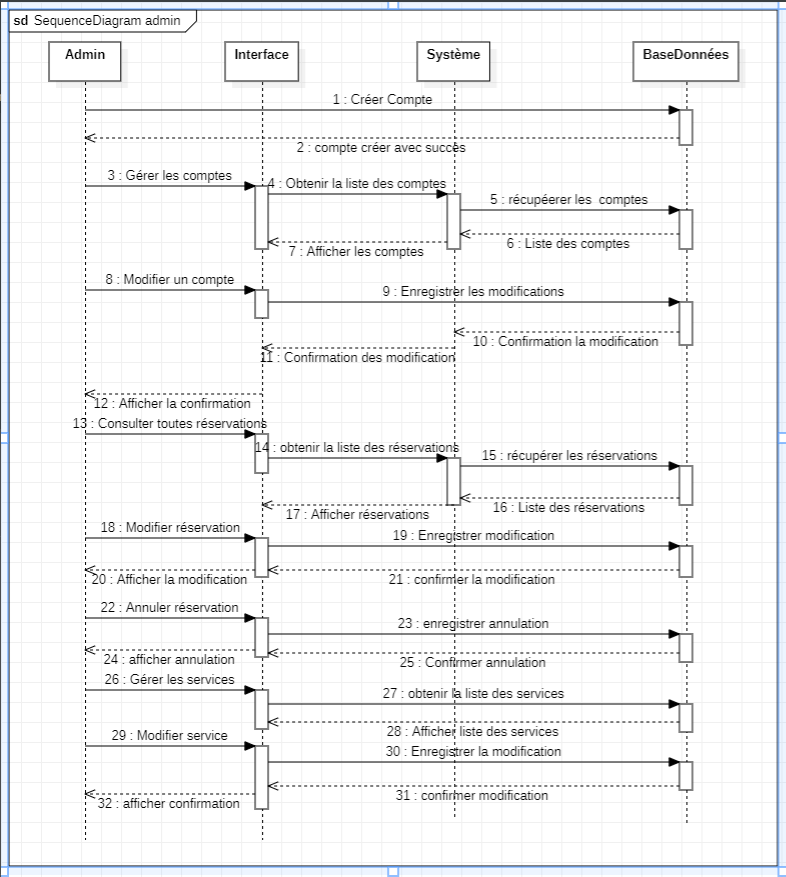 sd SequenceDiagram admin
Admin
Interface
Système
BaseDonnées
1 : Créer Compte
2 : compte créer avec succès
3 : Gérer les comptes
4 : Obtenir la liste des comptes
5 : récupéerer les  comptes
6 : Liste des comptes
7 : Afficher les comptes
8 : Modifier un compte
9 : Enregistrer les modifications
10 : Confirmation la modification
11 : Confirmation des modification
12 : Afficher la confirmation
13 : Consulter toutes réservations
14 : obtenir la liste des réservations
15 : récupérer les réservations
16 : Liste des réservations
17 : Afficher réservations
18 : Modifier réservation
19 : Enregistrer modification
20 : Afficher la modification
21 : confirmer la modification
22 : Annuler réservation
23 : enregistrer annulation
24 : afficher annulation
25 : Confirmer annulation
26 : Gérer les services
27 : obtenir la liste des services
28 : Afficher liste des services
29 : Modifier service
30 : Enregistrer la modification
31 : confirmer modification
32 : afficher confirmation